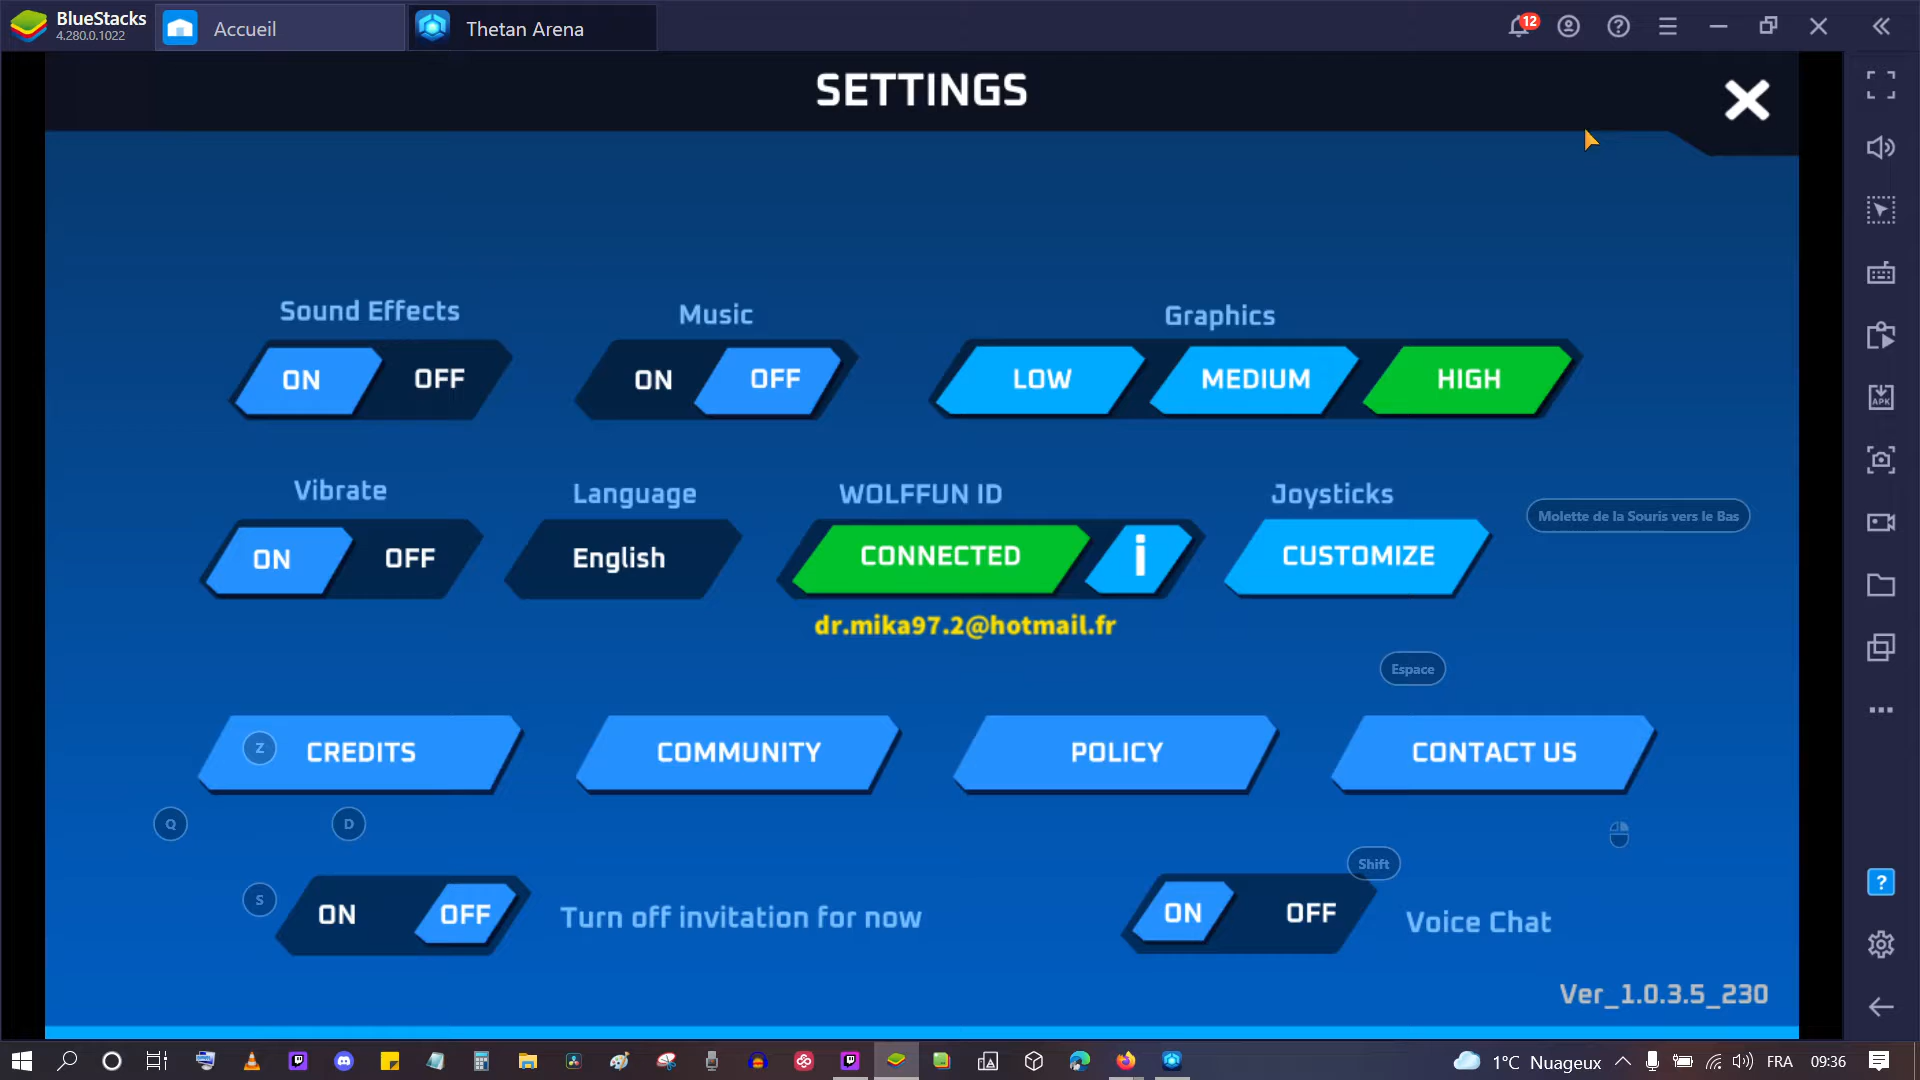 BlueStacks
4.280.0.1022
Accueil
Thetan Arena
12
SETTINGS
Sound Effects
Music
Graphics
ON OFF
ON OFF
LOW MEDIUM HIGH
Vibrate
Language
WOLFFUN ID
Joysticks
Molette de la Souris vers le Bas
ON OFF
English
CONNECTED i
CUSTOMIZE
dr.mika97.2@hotmail.fr
Espace
Z
CREDITS
COMMUNITY
POLICY
CONTACT US
Q
D
Shift
S
ON OFF
Turn off invitation for now
ON OFF
Voice Chat
Ver_1.0.3.5_230
APK
?
1°C Nuageux
FRA
09:36